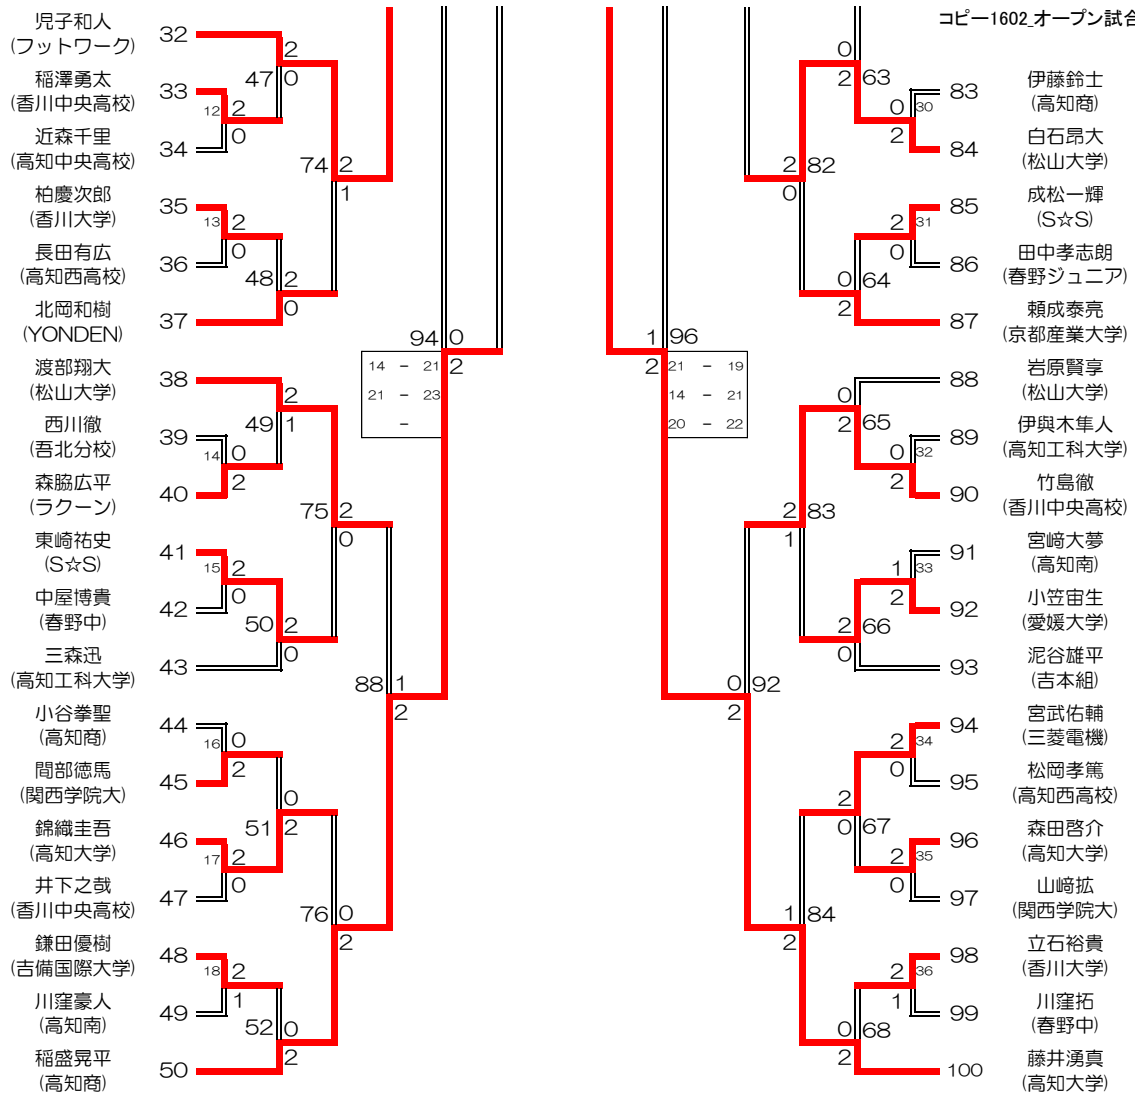 コピー1602_オープン試合
児子和人
(フットワーク)
32
稲澤勇太
(香川中央高校)
33
近森千里
(高知中央高校)
34
柏慶次郎
(香川大学)
35
長田有広
(高知西高校)
36
北岡和樹
(YONDEN)
37
渡部翔大
(松山大学)
38
西川徹
(吾北分校)
39
森脇広平
(ラクーン)
40
東崎祐史
(S☆S)
41
中屋博貴
(春野中)
42
三森迅
(高知工科大学)
43
小谷拳聖
(高知商)
44
間部徳馬
(関西学院大)
45
錦織圭吾
(高知大学)
46
井下之哉
(香川中央高校)
47
鎌田優樹
(吉備国際大学)
48
川窪豪人
(高知南)
49
稲盛晃平
(高知商)
50
12 2
0
13 2
0
14 0
2
15 2
0
16 0
2
17 2
0
18 2
1
2
47 0
48 2
0
2
49 1
50 2
0
0
51 2
52 0
2
74 2
1
75 2
0
76 0
2
88 1
2
94 0
2
14 - 21
21 - 23
-
1 96
2
21 - 19
14 - 21
20 - 22
0 92
2
2 82
0
2 83
1
1 84
2
0
2 63
0 64
2
0
2 65
2 66
0
2
0 67
0 68
2
0 30
2
2 31
0
0 32
2
1 33
2
2 34
0
2 35
0
2 36
1
83
伊藤鈴士
(高知商)
84
白石昂大
(松山大学)
85
成松一輝
(S☆S)
86
田中孝志朗
(春野ジュニア)
87
頼成泰亮
(京都産業大学)
88
岩原賢享
(松山大学)
89
伊與木隼人
(高知工科大学)
90
竹島徹
(香川中央高校)
91
宮﨑大夢
(高知南)
92
小笠宙生
(愛媛大学)
93
泥谷雄平
(吉本組)
94
宮武佑輔
(三菱電機)
95
松岡孝篤
(高知西高校)
96
森田啓介
(高知大学)
97
山﨑拡
(関西学院大)
98
立石裕貴
(香川大学)
99
川窪拓
(春野中)
100
藤井湧真
(高知大学)